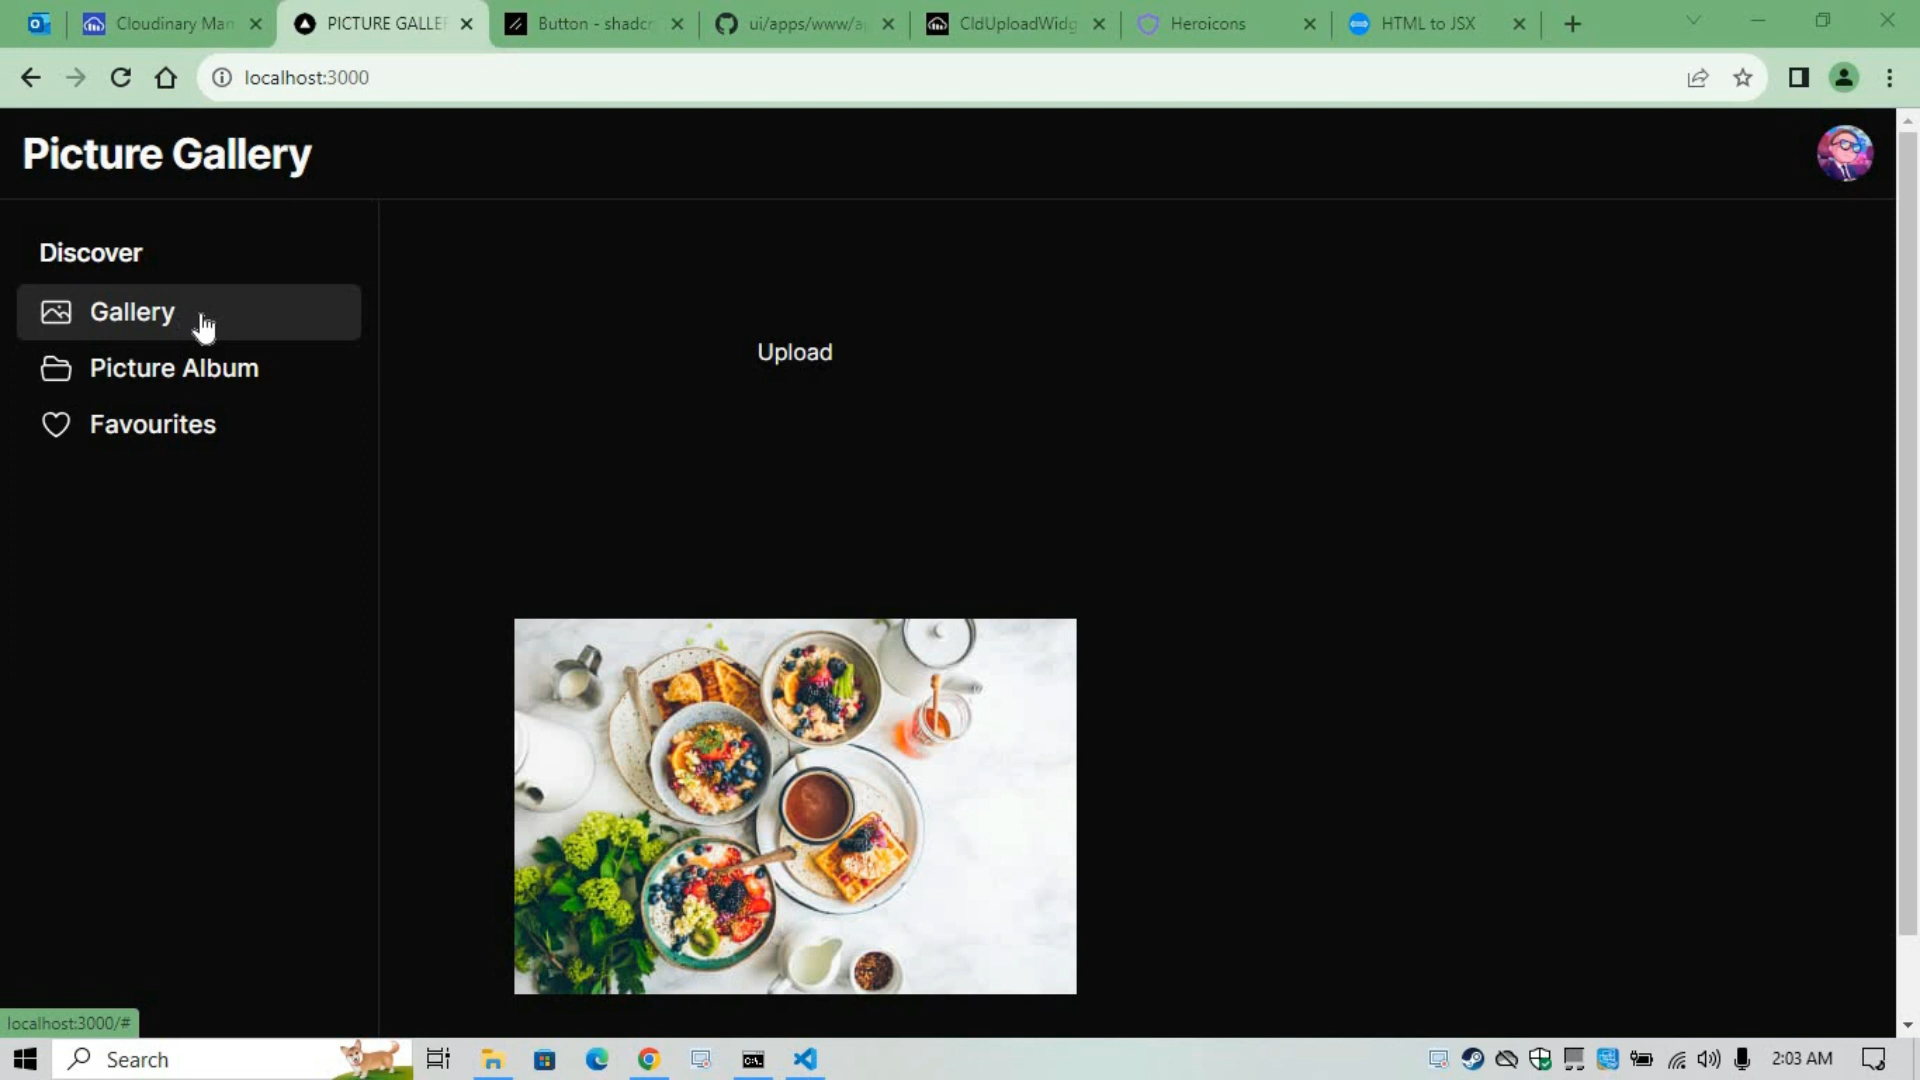 Cloudinary Man
PICTURE GALLE
Button - shadc
ui/apps/www/a
CldUploadWidg
Heroicons
HTML to JSX
localhost:3000
Picture Gallery
Discover
Gallery
Picture Album
Favourites
Upload
localhost:3000/#
Search
2:03 AM